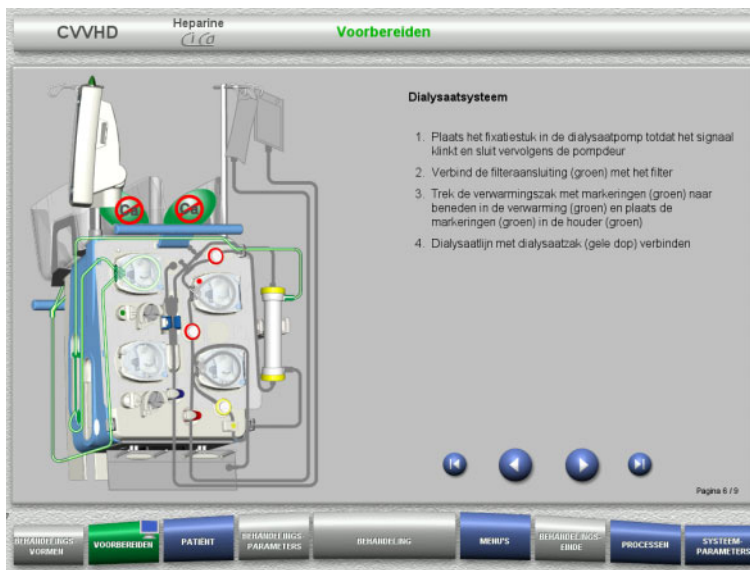 CVVHD
Heparine
Ci Ca
Voorbereiden
Dialysaatsysteem
1. Plaats het fixatiestuk in de dialysaatpomp totdat het signaal
klinkt en sluit vervolgens de pompdeur
2. Verbind de filteraansluiting (groen) met het filter
3. Trek de verwarmingszak met markeringen (groen) naar
beneden in de verwarming (groen) en plaats de
markeringen (groen) in de houder (groen)
4. Dialysaatlijn met dialysaatzak (gele dop) verbinden
Ca
Ca
Pagina 6 / 9
BEHANDELINGS-
VORMEN
VOORBEREIDEN
PATIËNT
BEHANDELINGS-
PARAMETERS
BEHANDELING
MENU'S
BEHANDELINGS-
EINDE
PROCESSEN
SYSTEEM-
PARAMETERS